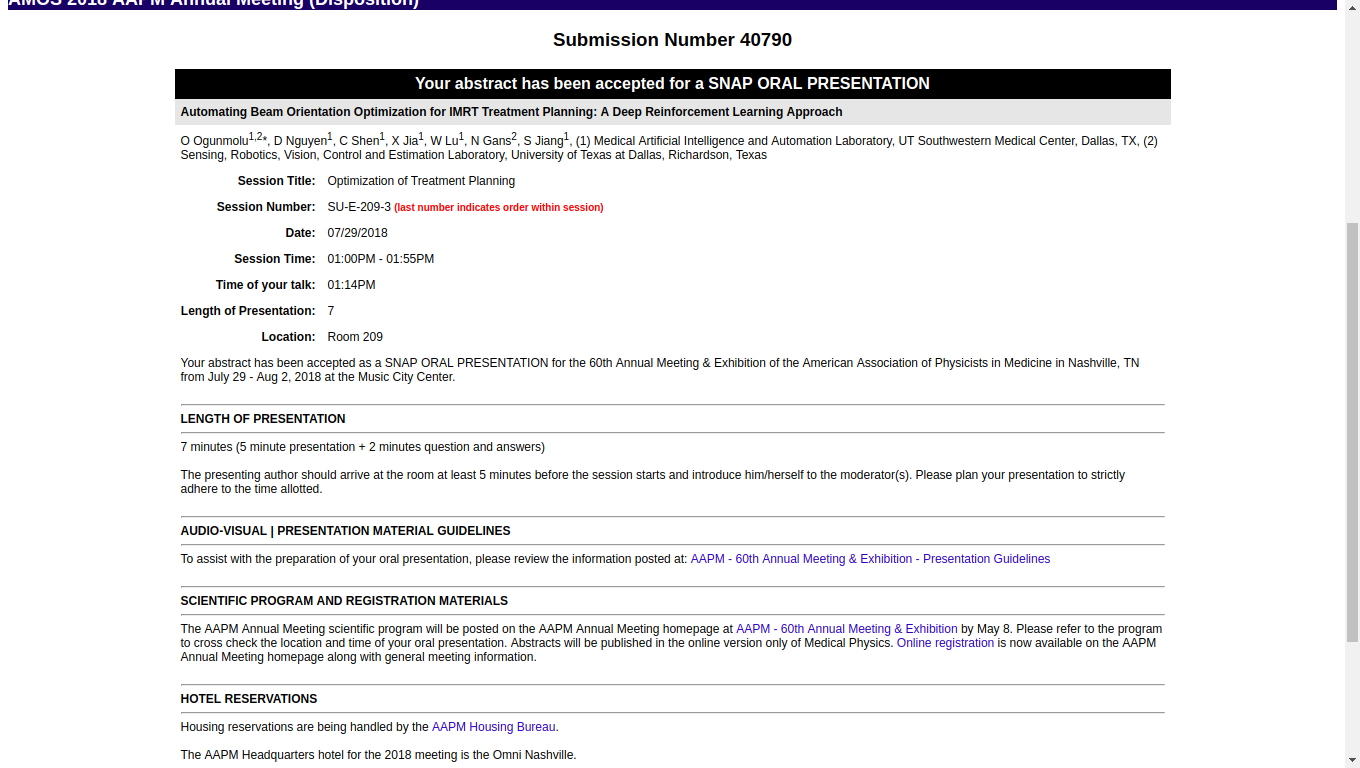 AMOS 2018 AAPM Annual Meeting (Disposition)
Submission Number 40790
Your abstract has been accepted for a SNAP ORAL PRESENTATION
Automating Beam Orientation Optimization for IMRT Treatment Planning: A Deep Reinforcement Learning Approach
O Ogunmolu1,2*, D Nguyen1, C Shen1, X Jia1, W Lu1, N Gans2, S Jiang1, (1) Medical Artificial Intelligence and Automation Laboratory, UT Southwestern Medical Center, Dallas, TX, (2)
Sensing, Robotics, Vision, Control and Estimation Laboratory, University of Texas at Dallas, Richardson, Texas
Session Title: Optimization of Treatment Planning
Session Number: SU-E-209-3 (last number indicates order within session)
Date: 07/29/2018
Session Time: 01:00PM - 01:55PM
Time of your talk: 01:14PM
Length of Presentation: 7
Location: Room 209
Your abstract has been accepted as a SNAP ORAL PRESENTATION for the 60th Annual Meeting & Exhibition of the American Association of Physicists in Medicine in Nashville, TN
from July 29 - Aug 2, 2018 at the Music City Center.
LENGTH OF PRESENTATION
7 minutes (5 minute presentation + 2 minutes question and answers)
The presenting author should arrive at the room at least 5 minutes before the session starts and introduce him/herself to the moderator(s). Please plan your presentation to strictly
adhere to the time allotted.
AUDIO-VISUAL | PRESENTATION MATERIAL GUIDELINES
To assist with the preparation of your oral presentation, please review the information posted at: AAPM - 60th Annual Meeting & Exhibition - Presentation Guidelines
SCIENTIFIC PROGRAM AND REGISTRATION MATERIALS
The AAPM Annual Meeting scientific program will be posted on the AAPM Annual Meeting homepage at AAPM - 60th Annual Meeting & Exhibition by May 8. Please refer to the program
to cross check the location and time of your oral presentation. Abstracts will be published in the online version only of Medical Physics. Online registration is now available on the AAPM
Annual Meeting homepage along with general meeting information.
HOTEL RESERVATIONS
Housing reservations are being handled by the AAPM Housing Bureau.
The AAPM Headquarters hotel for the 2018 meeting is the Omni Nashville.